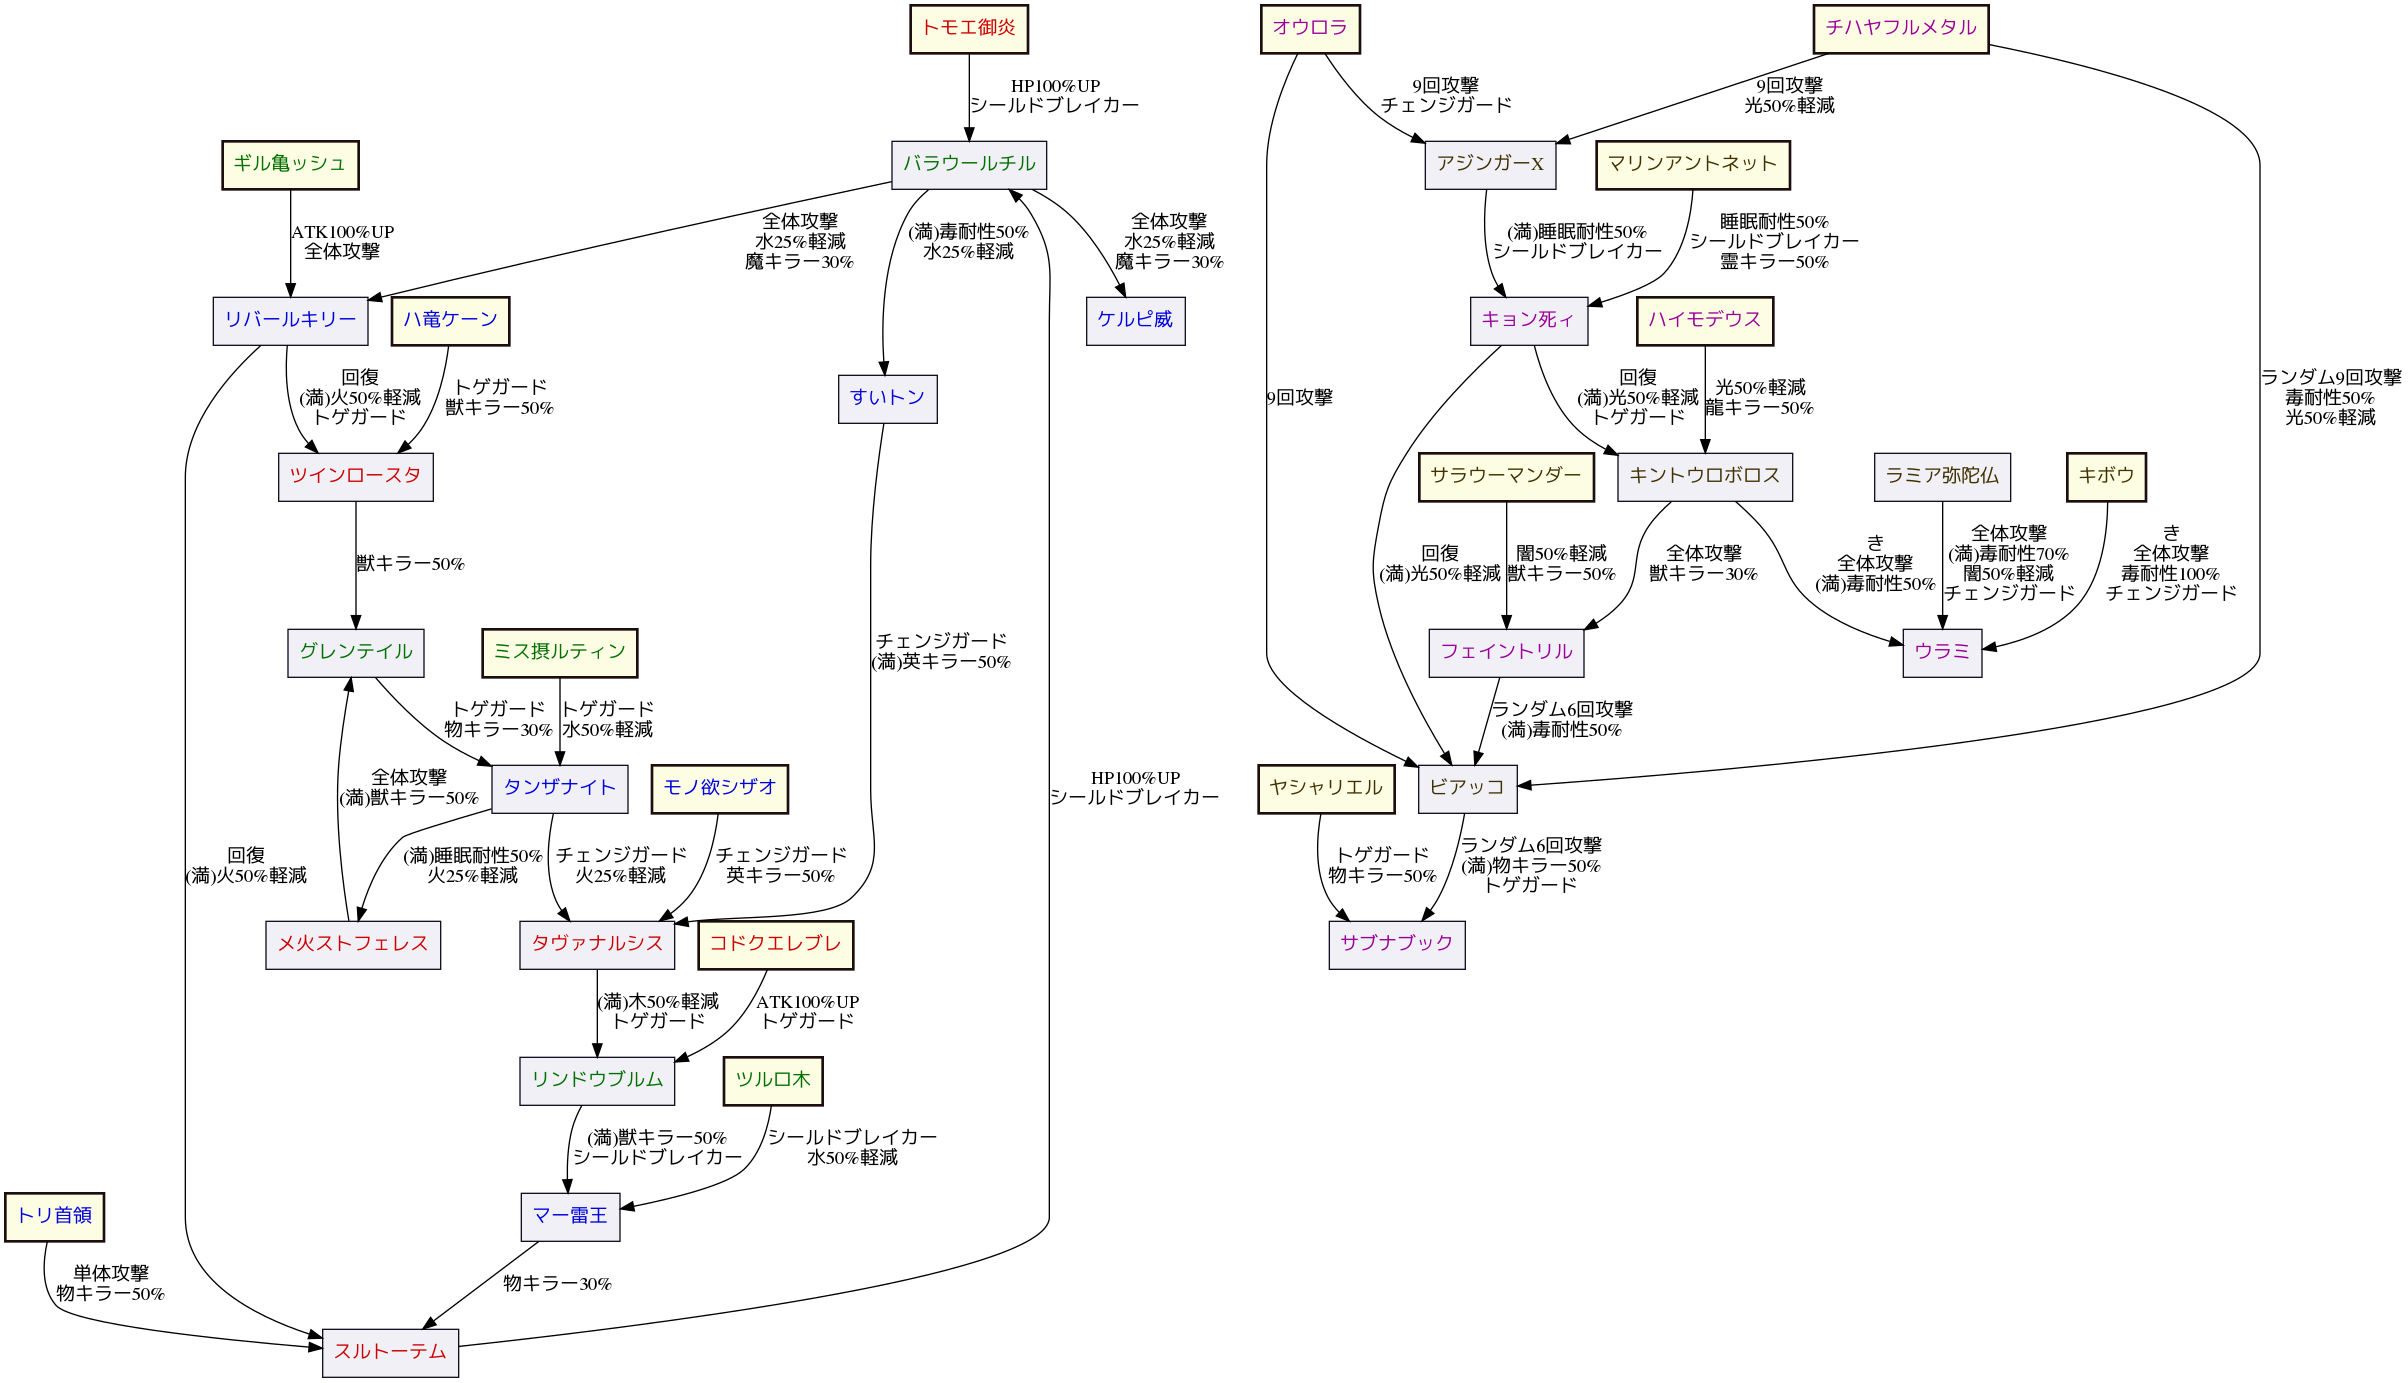 トモエ御炎
オウロラ
チハヤフルメタル
HP100%UP
シールドブレイカー
9回攻撃
チェンジガード
9回攻撃
光50%軽減
ギル亀ッシュ
バラウールチル
アジンガーX
マリンアントネット
ATK100%UP
全体攻撃
全体攻撃
水25%軽減
魔キラー30%
(満)毒耐性50%
水25%軽減
全体攻撃
水25%軽減
魔キラー30%
(満)睡眠耐性50%
シールドブレイカー
睡眠耐性50%
シールドブレイカー
霊キラー50%
リバールキリー
ハ竜ケーン
ケルピ威
キョン死ィ
ハイモデウス
回復
(満)火50%軽減
トゲガード
トゲガード
獣キラー50%
すいトン
9回攻撃
回復
(満)光50%軽減
トゲガード
光50%軽減
龍キラー50%
ランダム9回攻撃
毒耐性50%
光50%軽減
ツインロースタ
サラウーマンダー
キントウロボロス
ラミア弥陀仏
キボウ
獣キラー50%
回復
(満)光50%軽減
闇50%軽減
獣キラー50%
全体攻撃
獣キラー30%
き
全体攻撃
(満)毒耐性50%
全体攻撃
(満)毒耐性70%
闇50%軽減
チェンジガード
き
全体攻撃
毒耐性100%
チェンジガード
グレンテイル
ミス摂ルティン
チェンジガード
(満)英キラー50%
フェイントリル
ウラミ
トゲガード
物キラー30%
トゲガード
水50%軽減
ランダム6回攻撃
(満)毒耐性50%
全体攻撃
(満)獣キラー50%
タンザナイト
モノ欲シザオ
HP100%UP
シールドブレイカー
ヤシャリエル
ビアッコ
回復
(満)火50%軽減
(満)睡眠耐性50%
火25%軽減
チェンジガード
火25%軽減
チェンジガード
英キラー50%
トゲガード
物キラー50%
ランダム6回攻撃
(満)物キラー50%
トゲガード
メ火ストフェレス
タヴァナルシス
コドクエレブレ
サブナブック
(満)木50%軽減
トゲガード
ATK100%UP
トゲガード
リンドウブルム
ツルロ木
(満)獣キラー50%
シールドブレイカー
シールドブレイカー
水50%軽減
トリ首領
マー雷王
単体攻撃
物キラー50%
物キラー30%
スルトーテム